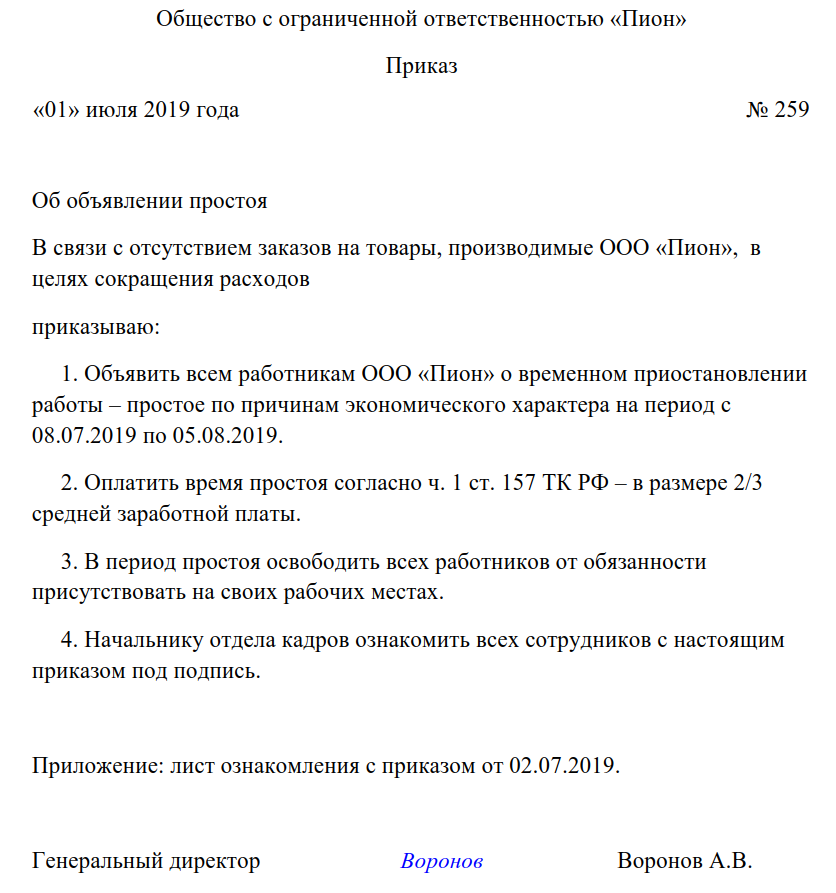 Общество с ограниченной ответственностью «Пион»
Приказ
«01» июля 2019 года № 259
Об объявлении простоя
В связи с отсутствием заказов на товары, производимые ООО «Пион», в
целях сокращения расходов
приказываю:
1. Объявить всем работникам ООО «Пион» о временном приостановлении
работы – простое по причинам экономического характера на период с
08.07.2019 по 05.08.2019.
2. Оплатить время простоя согласно ч. 1 ст. 157 ТК РФ – в размере 2/3
средней заработной платы.
3. В период простоя освободить всех работников от обязанности
присутствовать на своих рабочих местах.
4. Начальнику отдела кадров ознакомить всех сотрудников с настоящим
приказом под подпись.
Приложение: лист ознакомления с приказом от 02.07.2019.
Генеральный директор Воронов Воронов А.В.